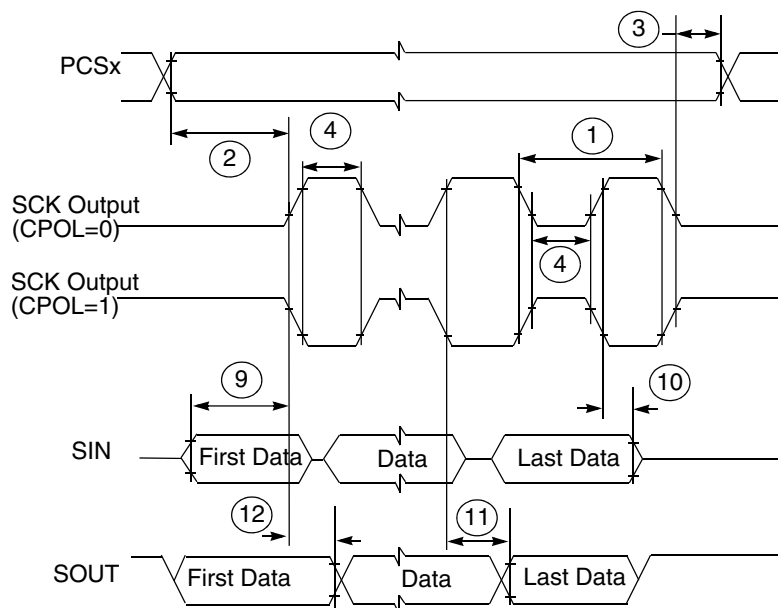 3
PCSx
2
4
1
SCK Output
(CPOL=0)
4
SCK Output
(CPOL=1)
9
10
SIN
First Data
Data
Last Data
12
11
SOUT
First Data
Data
Last Data